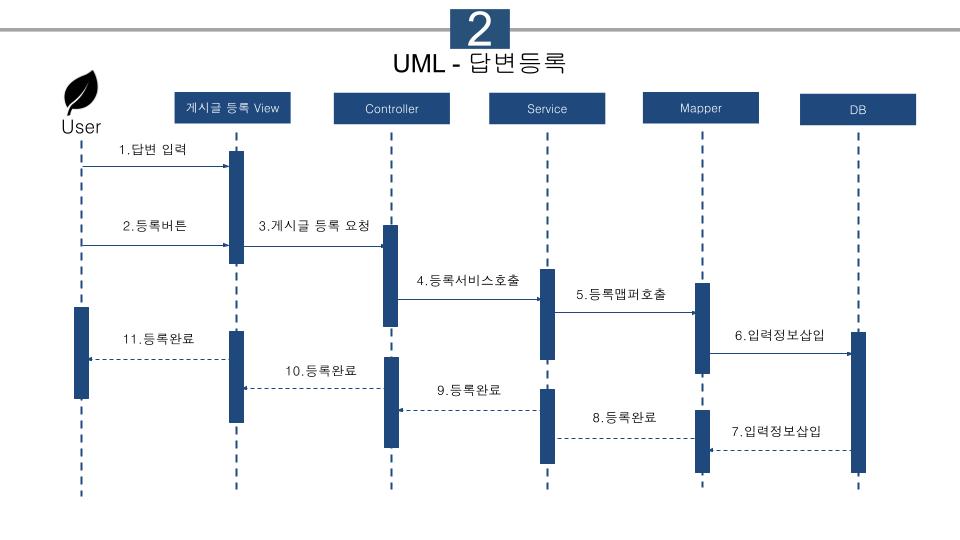 2
UML - 답변등록
User
게시글 등록 View
Controller
Service
Mapper
DB
1.답변 입력
2.등록버튼
3.게시글 등록 요청
4.등록서비스호출
5.등록맵퍼호출
6.입력정보삽입
7.입력정보삽입
8.등록완료
9.등록완료
10.등록완료
11.등록완료